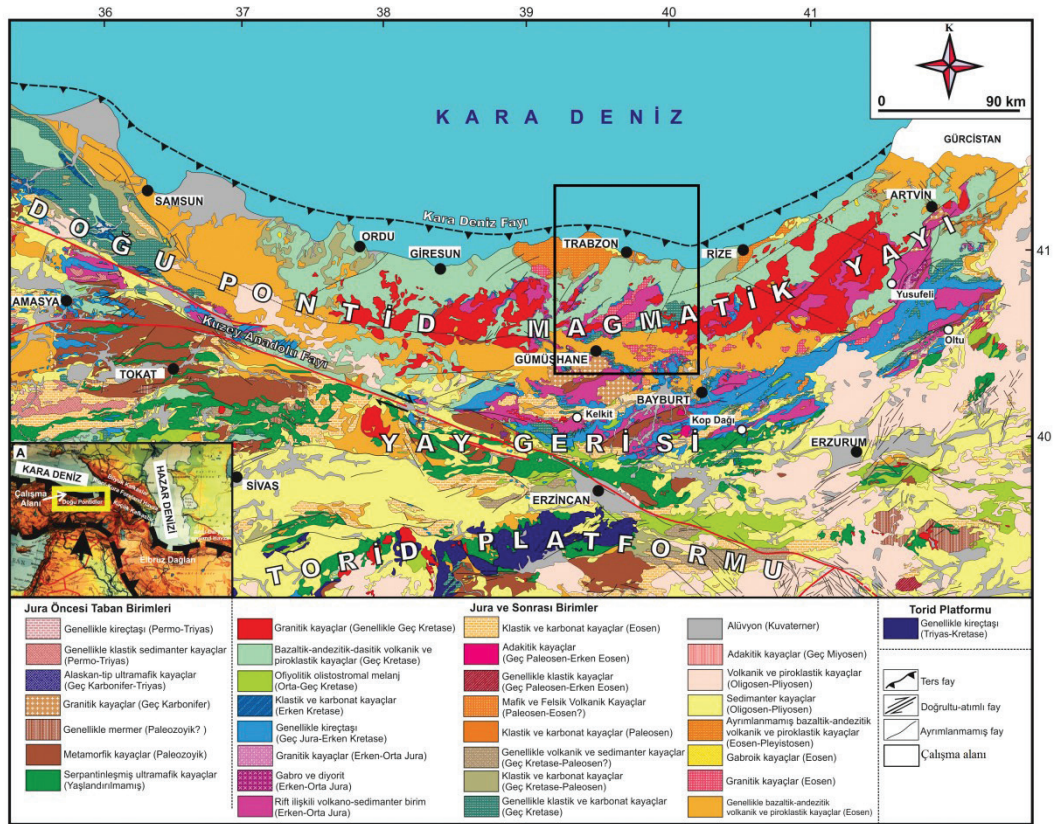 36 37 38 39 40 41
K
0 90 km
KARA DENİZ
GÜRCİSTAN
SAMSUN
ARTVİN
Kara Deniz Fayı
ORDU
TRABZON
RİZE
41
GİRESUN
DOĞU PONTİD MAGMATİK YAYI
Yusufeli
AMASYA
Kuzey Anadolu Fayı
Oltu
GÜMÜŞHANE
TOKAT
BAYBURT
Kelkit
Kop Dağı
40
YAY GERİSİ
ERZURUM
SİVAS
ERZİNCAN
TORİD PLATFORMU
A
KARA DENİZ
HAZAR DENİZİ
Çalışma
Alanı
Doğu Pontidler
Elbruz Dağları
Jura Öncesi Taban Birimleri
Genellikle kireçtaşı (Permo-Triyas)
Genellikle klastik sedimanter kayaçlar
(Permo-Triyas)
Alaskan-tip ultramafik kayaçlar
(Geç Karbonifer-Triyas)
Granitik kayaçlar (Geç Karbonifer)
Genellikle mermer (Paleozoyik? )
Metamorfik kayaçlar (Paleozoyik)
Serpantinleşmiş ultramafik kayaçlar
(Yaşlandırılmamış)
Jura ve Sonrası Birimler
Granitik kayaçlar (Genellikle Geç Kretase)
Bazaltik-andezitik-dasitik volkanik ve
piroklastik kayaçlar (Geç Kretase)
Ofiyolitik olistostromal melanj
(Orta-Geç Kretase)
Klastik ve karbonat kayaçlar
(Erken Kretase)
Genellikle kireçtaşı
(Geç Jura-Erken Kretase)
Granitik kayaçlar (Erken-Orta Jura)
Gabro ve diyorit
(Erken-Orta Jura)
Rift ilişkili volkano-sedimanter birim
(Erken-Orta Jura)
Klastik ve karbonat kayaçlar (Eosen)
Adakitik kayaçlar
(Geç Paleosen-Erken Eosen)
Genellikle klastik kayaçlar
(Geç Paleosen-Erken Eosen)
Mafik ve Felsik Volkanik Kayaçlar
(Paleosen-Eosen?)
Klastik ve karbonat kayaçlar (Paleosen)
Genellikle volkanik ve sedimanter kayaçlar
(Geç Kretase-Paleosen?)
Klastik ve karbonat kayaçlar
(Geç Kretase-Paleosen)
Genellikle klastik ve karbonat kayaçlar
(Geç Kretase)
Alüvyon (Kuvaterner)
Adakitik kayaçlar (Geç Miyosen)
Volkanik ve piroklastik kayaçlar
(Oligosen-Pliyosen)
Sedimanter kayaçlar
(Oligosen-Pliyosen)
Ayrımlanmamış bazaltik-andezitik
volkanik ve piroklastik kayaçlar
(Eosen-Pleyistosen)
Gabroik kayaçlar (Eosen)
Granitik kayaçlar (Eosen)
Genellikle bazaltik-andezitik
volkanik ve piroklastik kayaçlar (Eosen)
Torid Platformu
Genellikle kireçtaşı
(Triyas-Kretase)
Ters fay
Doğrultu-atımlı fay
Ayrımlanmamış fay
Çalışma alanı